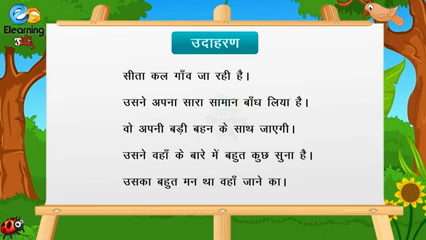 Elearning
उदाहरण
सीता कल गाँव जा रही है।
उसने अपना सारा सामान बाँध लिया है।
वो अपनी बड़ी बहन के साथ जाएगी।
उसने वहाँ के बारे में बहुत कुछ सुना है।
उसका बहुत मन था वहाँ जाने का।